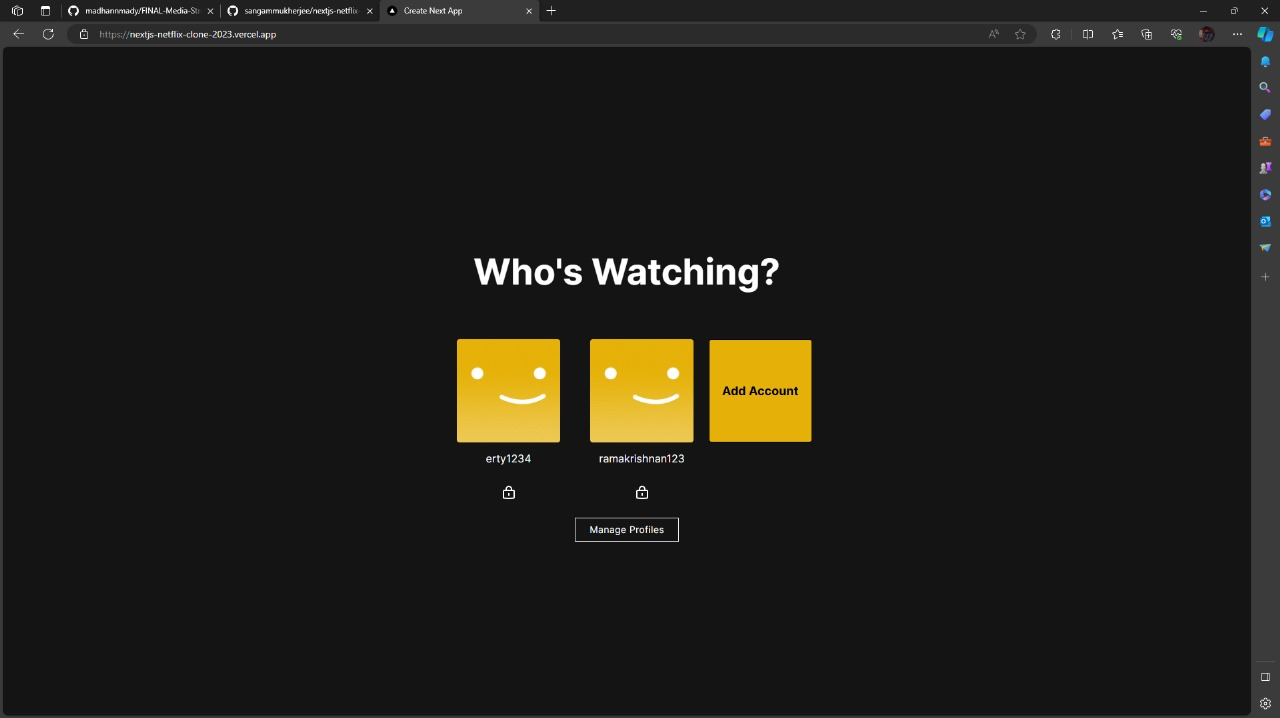 madhannmady/FINAL-Media-Str
sangammukherjee/nextjs-netflix-
Create Next App
https://nextjs-netflix-clone-2023.vercel.app
Who's Watching?
Add Account
erty1234
ramakrishnan123
Manage Profiles